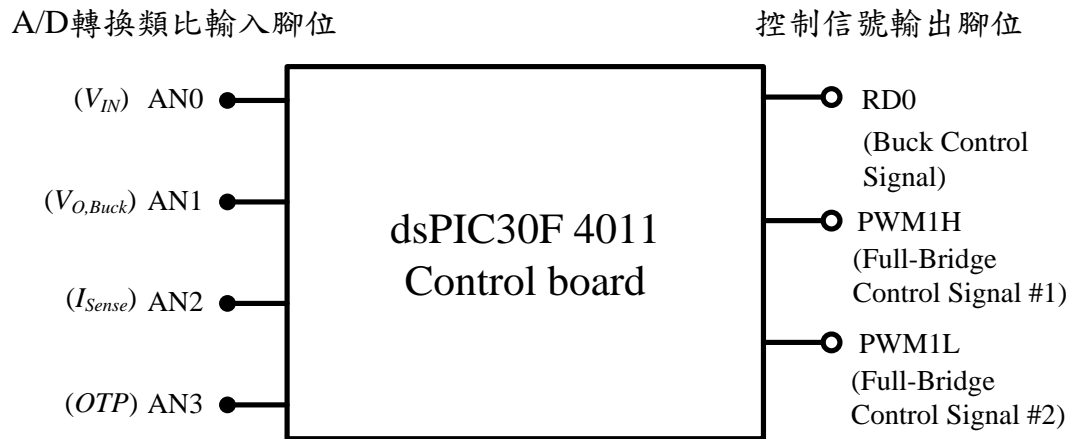 A/D轉換類比輸入腳位
控制信號輸出腳位
(V_IN) AN0
(V_O,Buck) AN1
(I_Sense) AN2
(OTP) AN3
dsPIC30F 4011
Control board
RD0
(Buck Control
Signal)
PWM1H
(Full-Bridge
Control Signal #1)
PWM1L
(Full-Bridge
Control Signal #2)